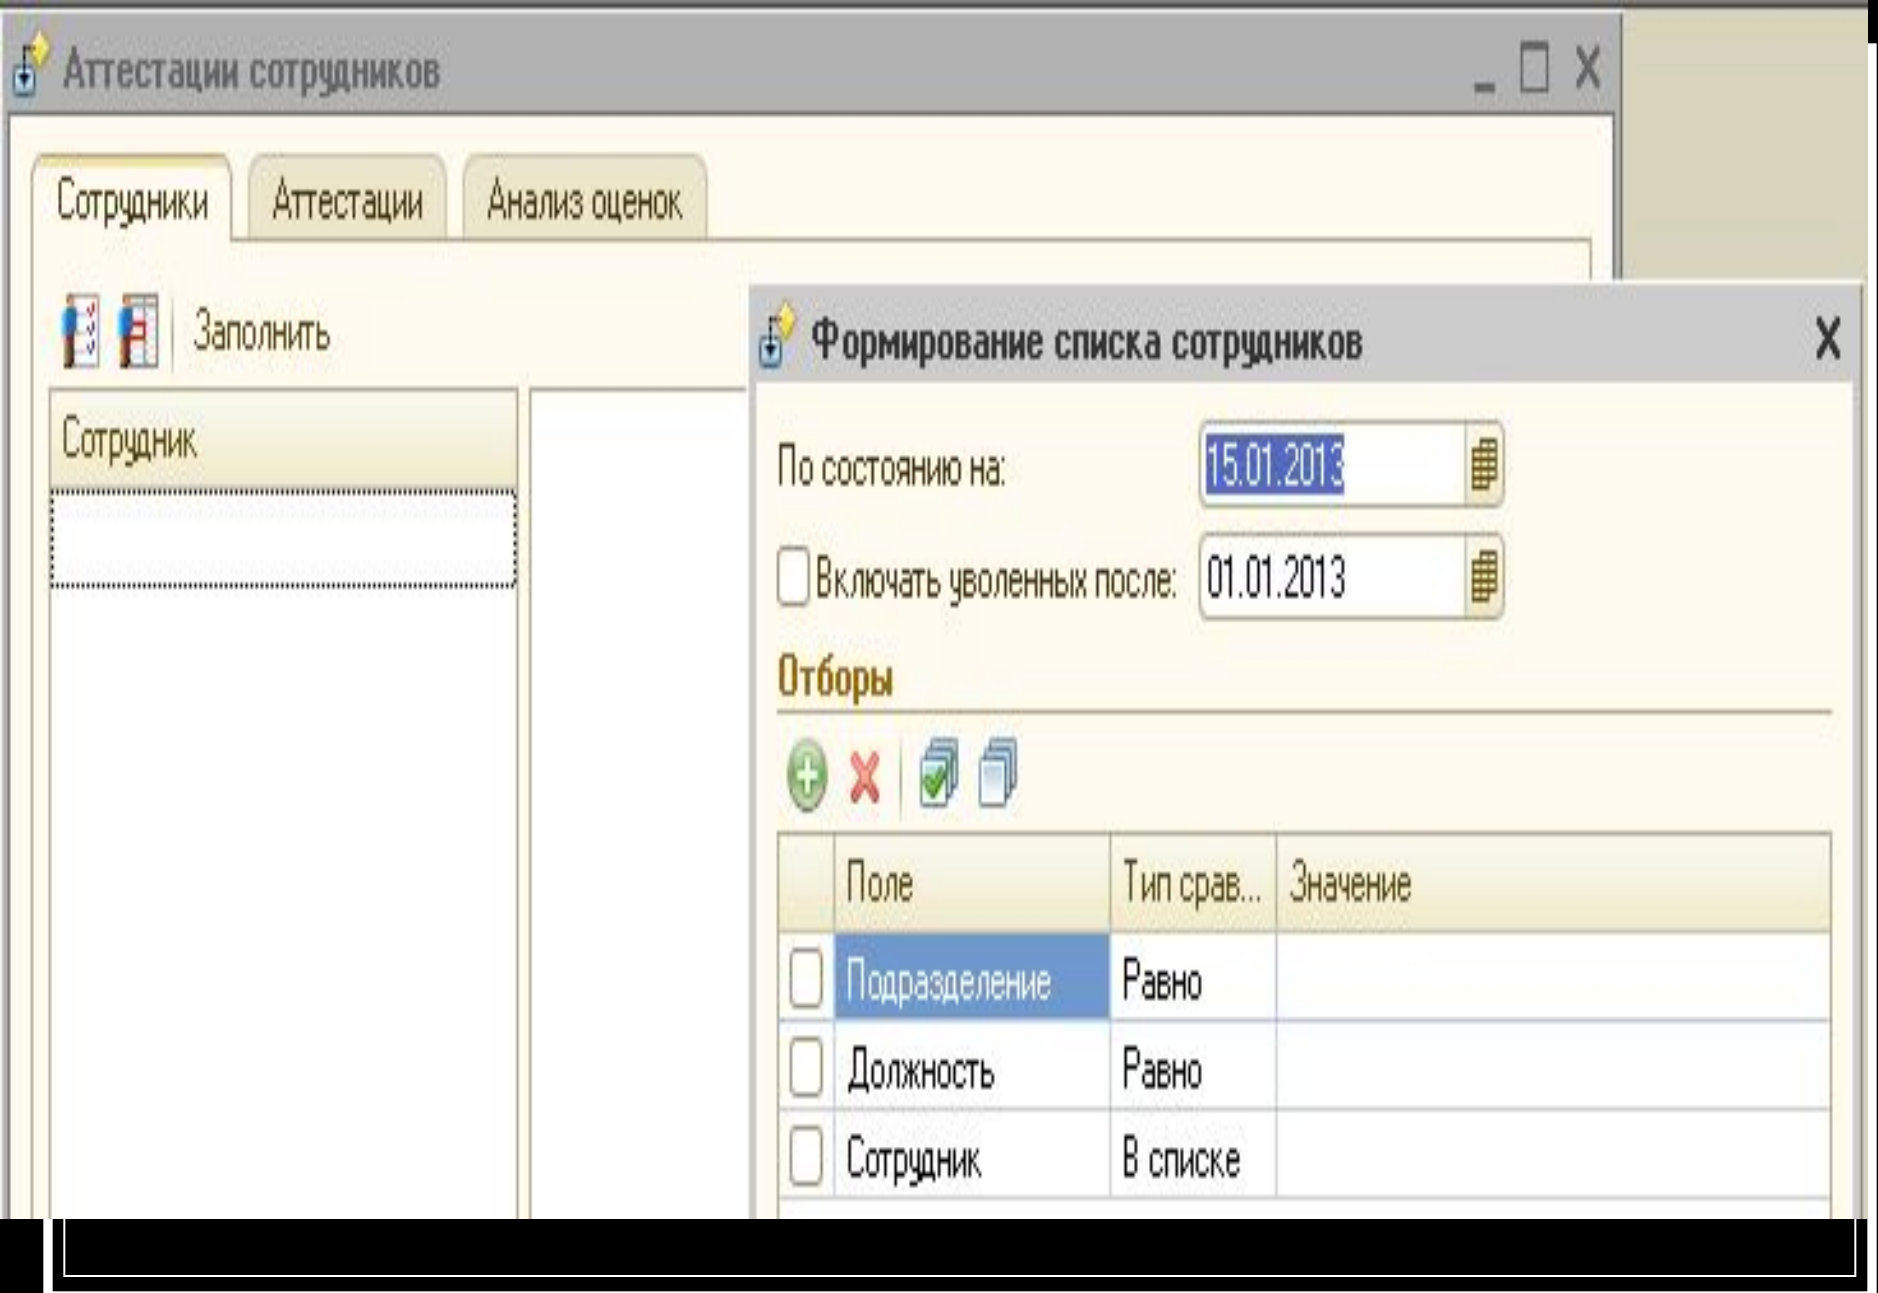 Аттестации сотрудников
Сотрудники Аттестации Анализ оценок
Заполнить
Сотрудник
Формирование списка сотрудников
По состоянию на: 15.01.2013
Включать уволенных после: 01.01.2013
Отборы
Поле Тип срав... Значение
Подразделение Равно
Должность Равно
Сотрудник В списке